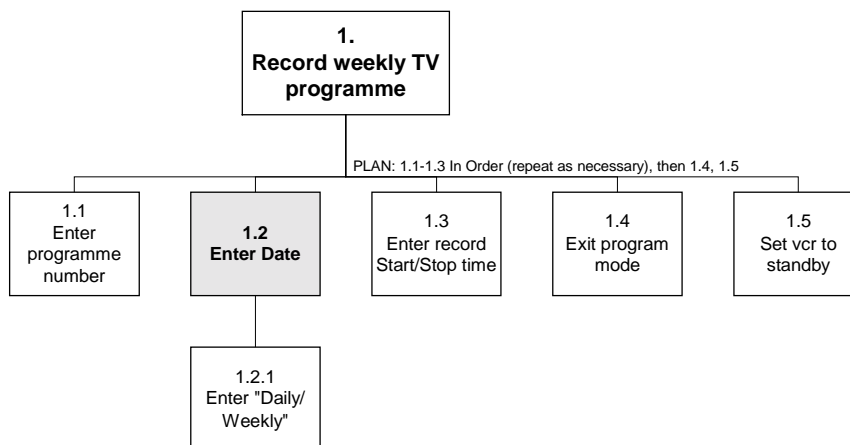 1.
Record weekly TV
programme
PLAN: 1.1-1.3 In Order (repeat as necessary), then 1.4, 1.5
1.1
Enter
programme
number
1.2
Enter Date
1.3
Enter record
Start/Stop time
1.4
Exit program
mode
1.5
Set vcr to
standby
1.2.1
Enter "Daily/
Weekly"